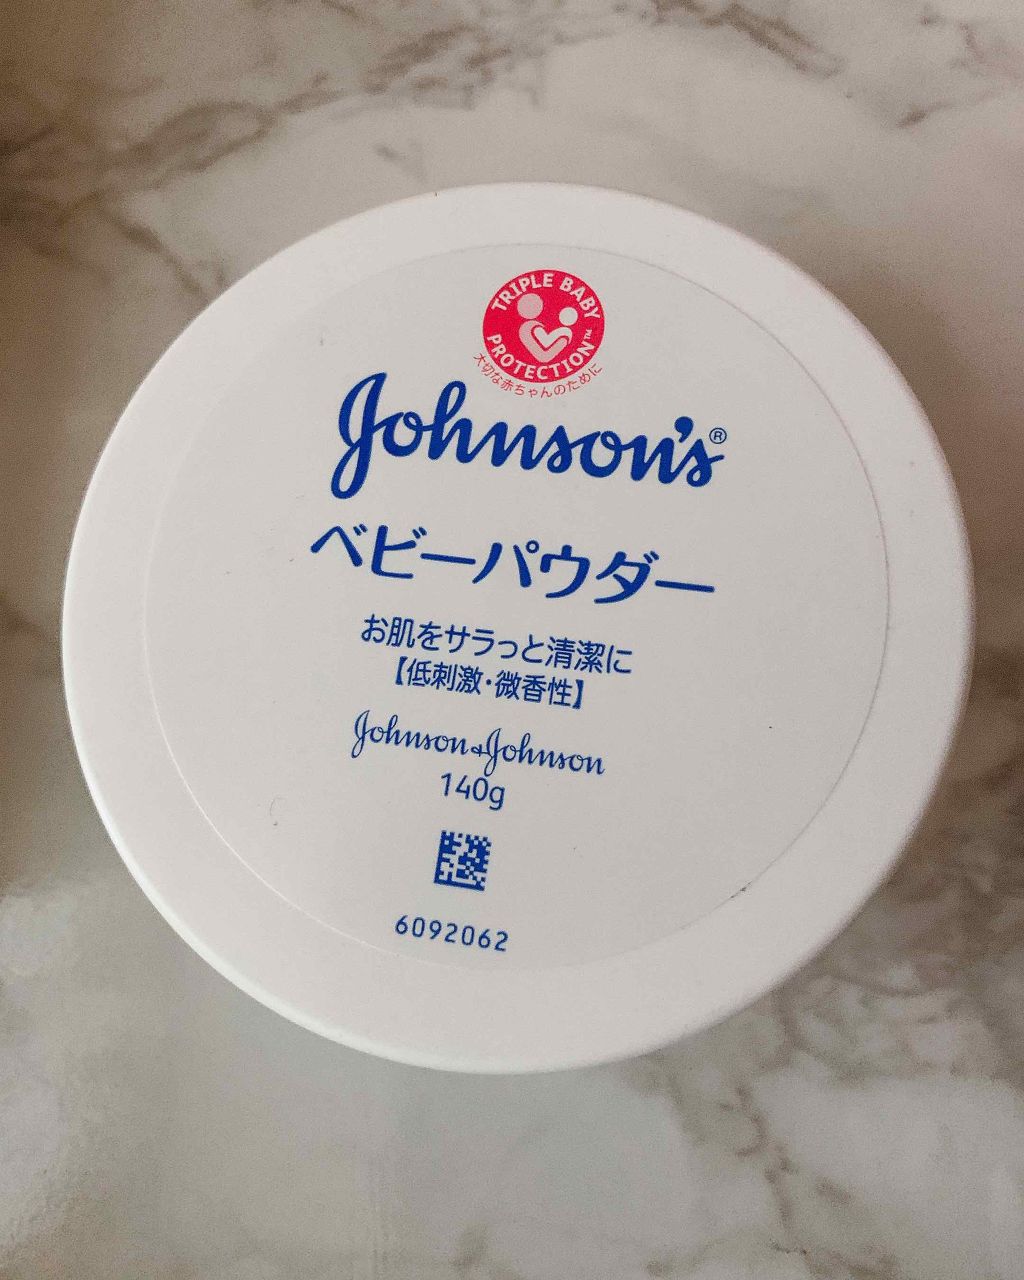 TRIPLE BABY
PROTECTION™
大切な赤ちゃんのために
Johnson's®
ベビーパウダー
お肌をサラっと清潔に
【低刺激・微香性】
Johnson&Johnson
140g
6092062